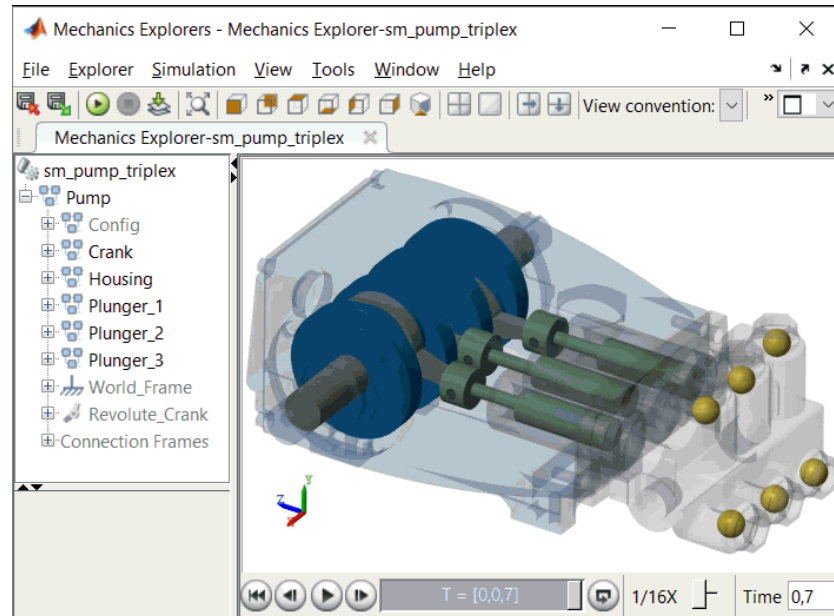 Mechanics Explorers - Mechanics Explorer-sm_pump_triplex
File Explorer Simulation View Tools Window Help
View convention: »
Mechanics Explorer-sm_pump_triplex
sm_pump_triplex
Pump
Config
Crank
Housing
Plunger_1
Plunger_2
Plunger_3
World_Frame
Revolute_Crank
Connection Frames
Y
Z
X
T = [0,0,7] 1/16X Time 0,7